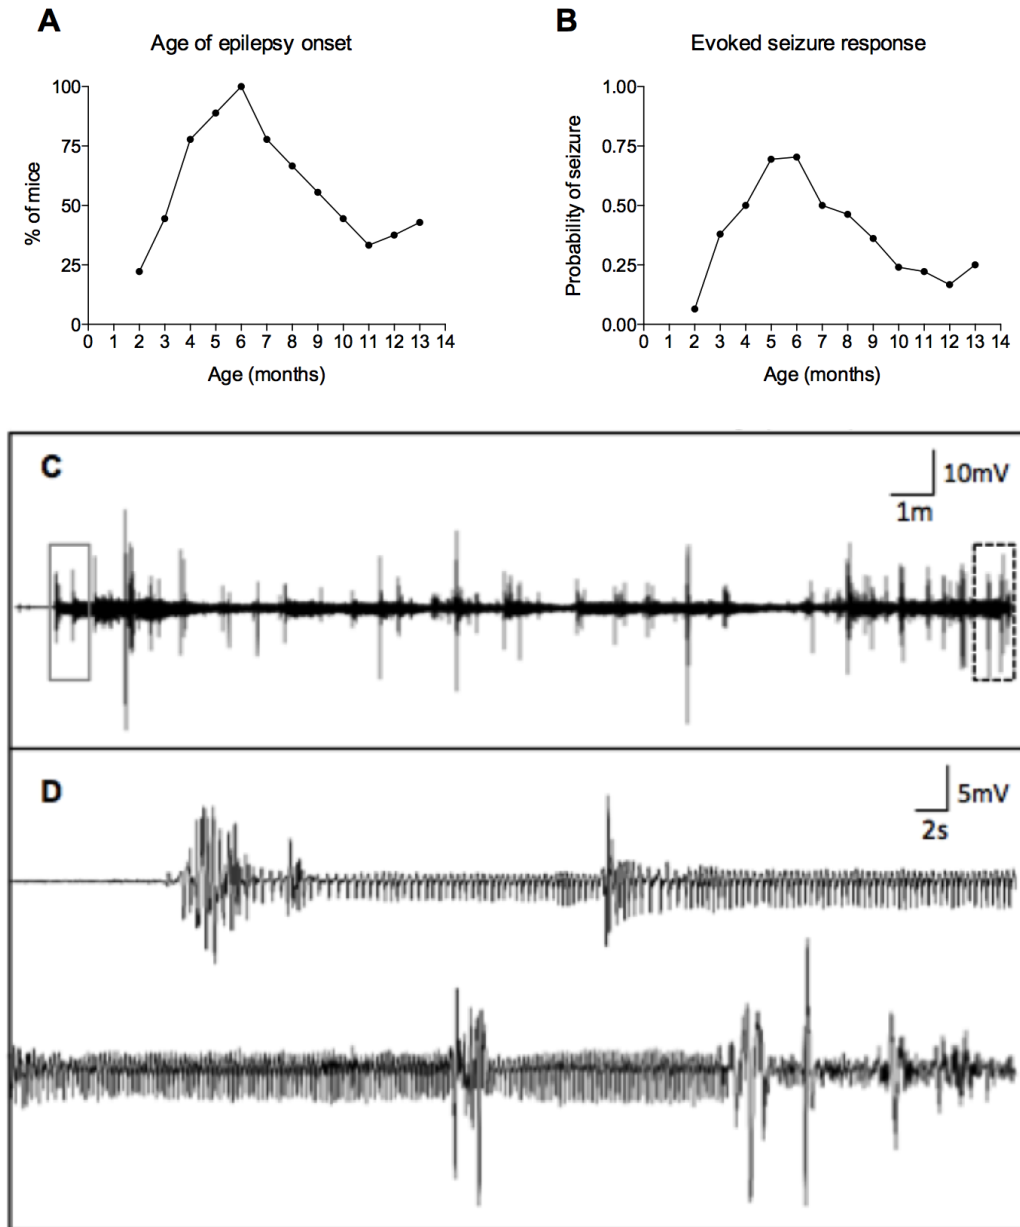 A
Age of epilepsy onset
100
75
50
25
0
% of mice
0 1 2 3 4 5 6 7 8 9 10 11 12 13 14
Age (months)
B
Evoked seizure response
1.00
0.75
0.50
0.25
0.00
Probability of seizure
0 1 2 3 4 5 6 7 8 9 10 11 12 13 14
Age (months)
C
10mV
1m
D
5mV
2s